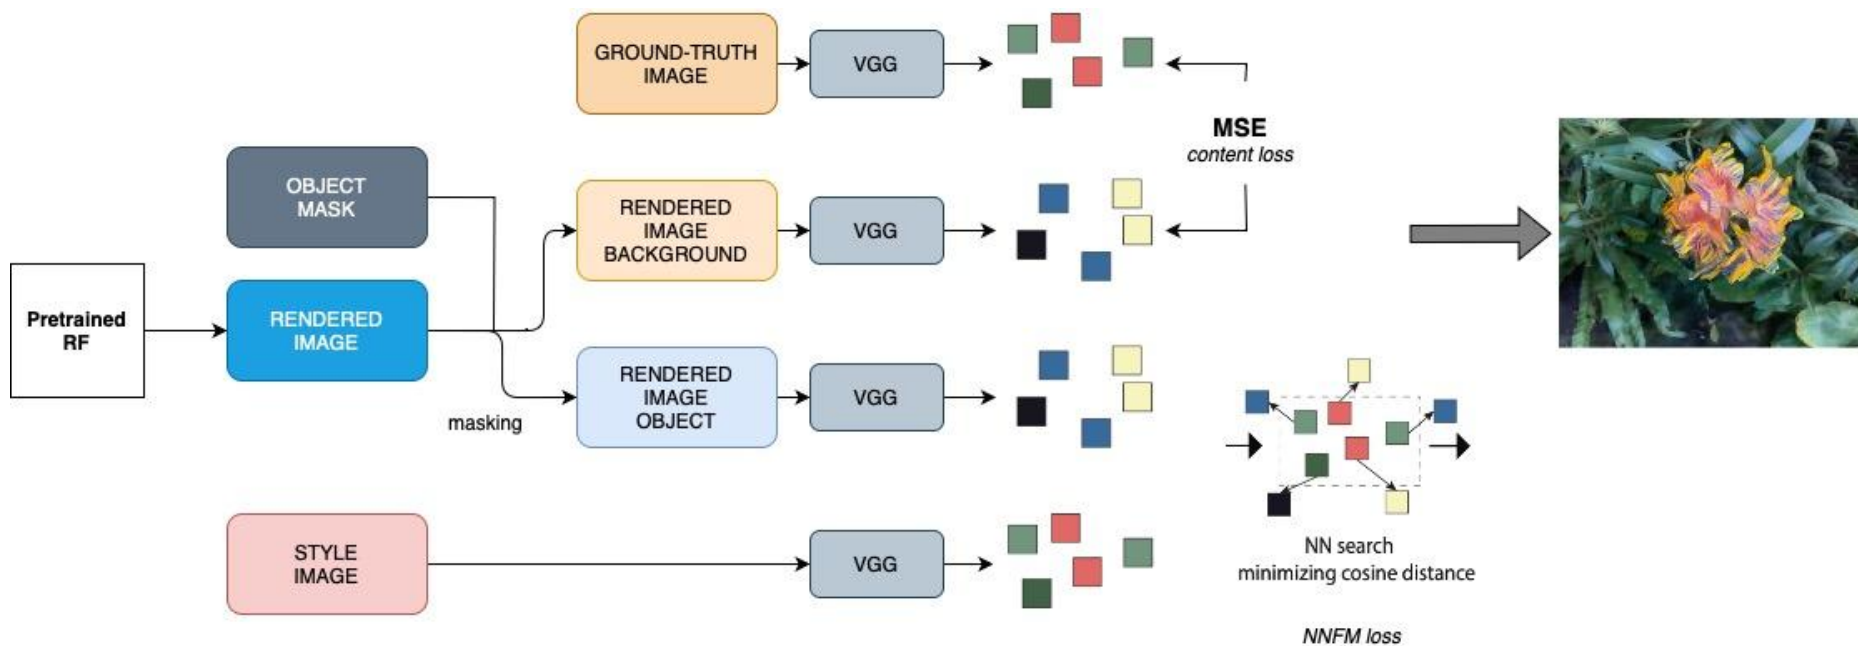 GROUND-TRUTH
IMAGE
VGG
MSE
content loss
OBJECT
MASK
RENDERED
IMAGE
BACKGROUND
VGG
Pretrained
RF
RENDERED
IMAGE
masking
RENDERED
IMAGE
OBJECT
VGG
STYLE
IMAGE
VGG
NN search
minimizing cosine distance
NNFM loss